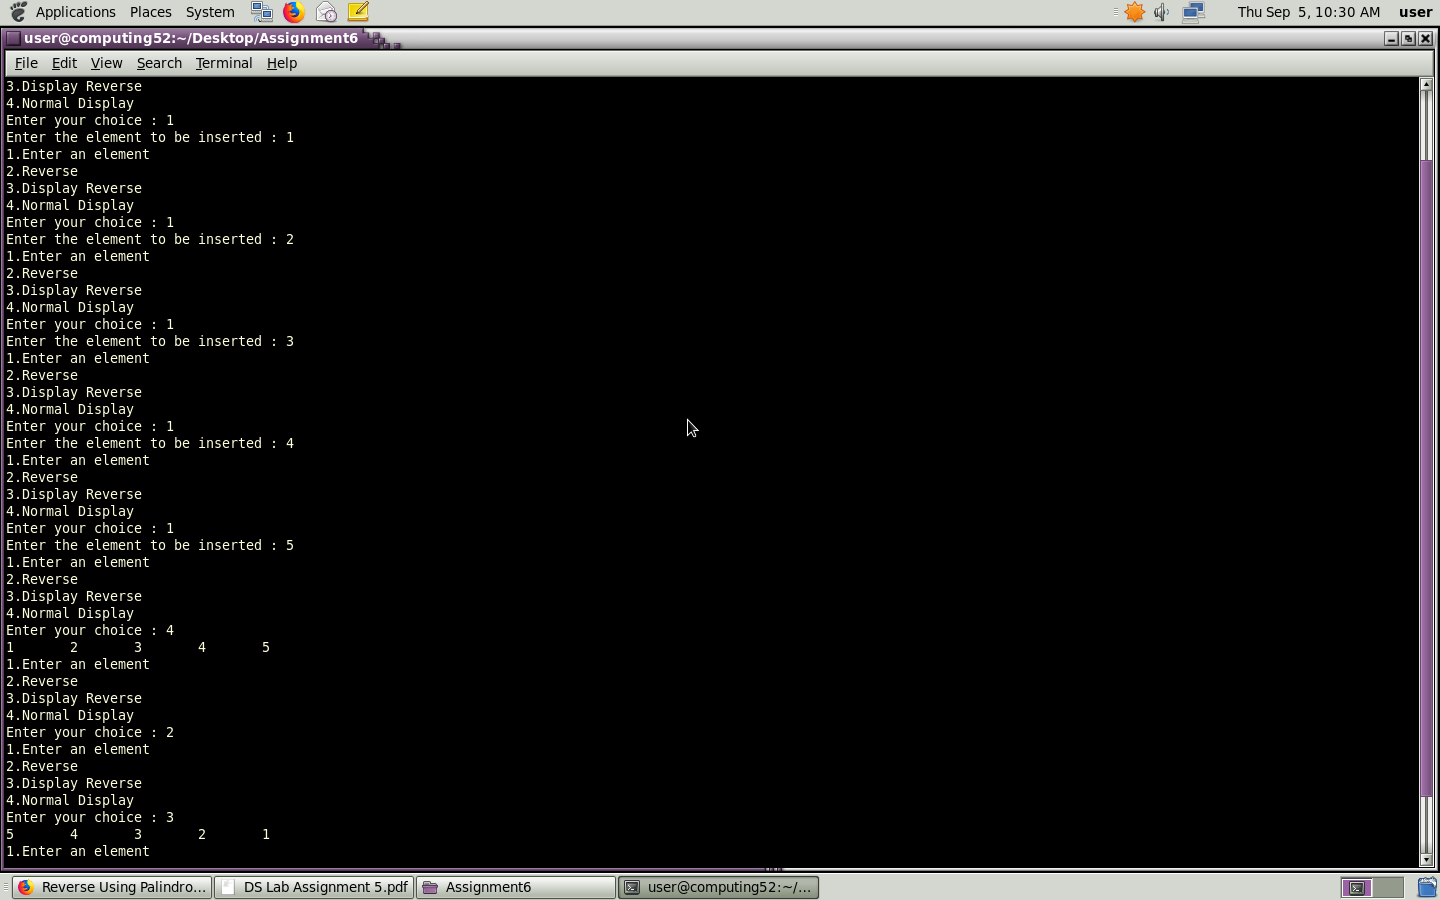 Applications Places System Thu Sep 5, 10:30 AM user
user@computing52:~/Desktop/Assignment6
File Edit View Search Terminal Help
3.Display Reverse
4.Normal Display
Enter your choice : 1
Enter the element to be inserted : 1
1.Enter an element
2.Reverse
3.Display Reverse
4.Normal Display
Enter your choice : 1
Enter the element to be inserted : 2
1.Enter an element
2.Reverse
3.Display Reverse
4.Normal Display
Enter your choice : 1
Enter the element to be inserted : 3
1.Enter an element
2.Reverse
3.Display Reverse
4.Normal Display
Enter your choice : 1
Enter the element to be inserted : 4
1.Enter an element
2.Reverse
3.Display Reverse
4.Normal Display
Enter your choice : 1
Enter the element to be inserted : 5
1.Enter an element
2.Reverse
3.Display Reverse
4.Normal Display
Enter your choice : 4
1 2 3 4 5
1.Enter an element
2.Reverse
3.Display Reverse
4.Normal Display
Enter your choice : 2
1.Enter an element
2.Reverse
3.Display Reverse
4.Normal Display
Enter your choice : 3
5 4 3 2 1
1.Enter an element
Reverse Using Palindro... DS Lab Assignment 5.pdf Assignment6 user@computing52:~/...